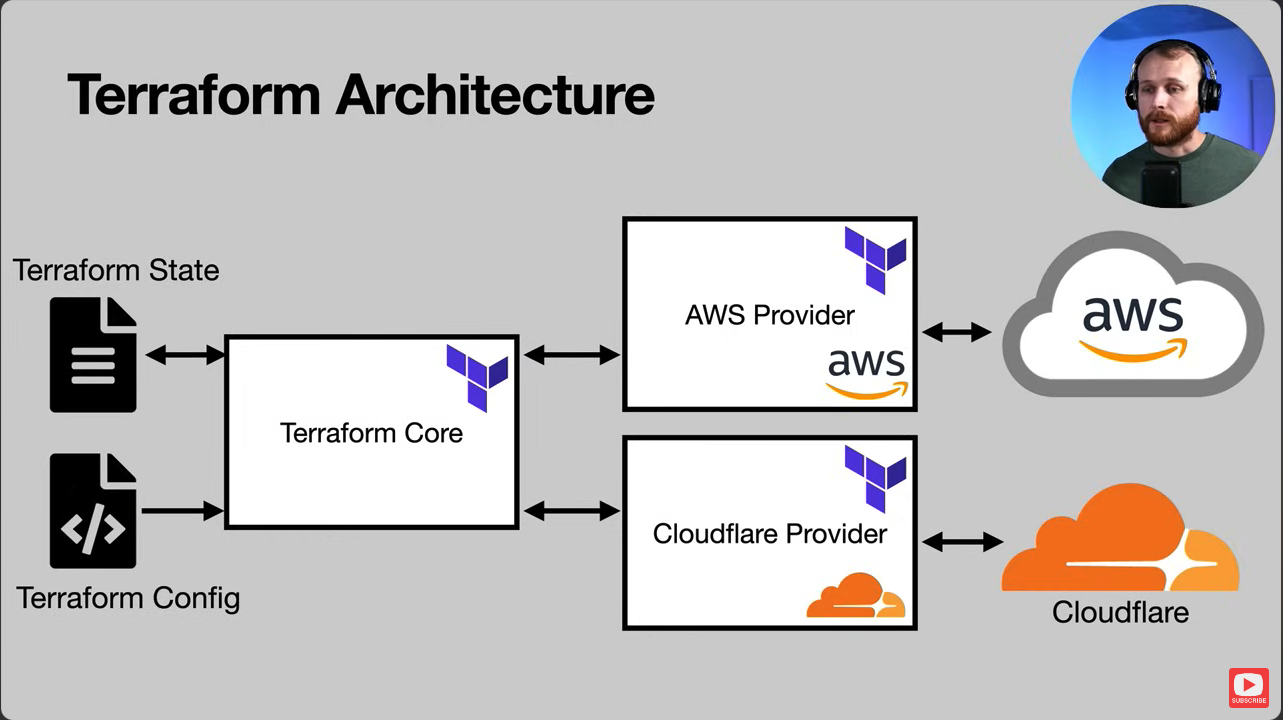 Terraform Architecture
Terraform State
Terraform Core
Terraform Config
AWS Provider
aws
Cloudflare Provider
aws
Cloudflare
SUBSCRIBE